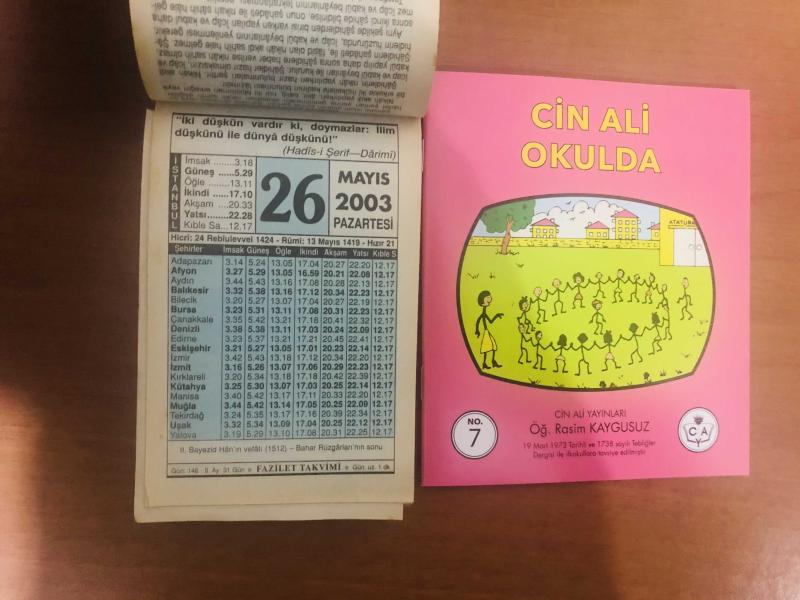 "İki düşkün vardır ki, doymazlar: İlim
düşkünü ile dünyâ düşkünü!"
(Hadîs-i Şerif—Dârimî)
İSTANBUL
İmsak ........3.18
Güneş ......5.29
Öğle ........13.11
İkindi ......17.10
Akşam ....20.33
Yatsı.......22.28
Kıble Sa...12.17
26
MAYIS
2003
PAZARTESİ
Hicrî: 24 Rebîulevvel 1424 - Rûmî: 13 Mayıs 1419 - Hızır 21
Şehirler İmsak Güneş Öğle İkindi Akşam Yatsı Kıble S
Adapazarı 3.14 5.24 13.05 17.04 20.27 22.20 12.17
Afyon 3.27 5.29 13.05 16.59 20.21 22.08 12.17
Aydın 3.44 5.43 13.16 17.08 20.28 22.13 12.17
Balıkesir 3.32 5.38 13.16 17.12 20.34 22.23 12.17
Bilecik 3.20 5.27 13.07 17.04 20.27 22.19 12.17
Bursa 3.23 5.31 13.11 17.08 20.31 22.23 12.17
Çanakkale 3.35 5.42 13.21 17.18 20.41 22.32 12.17
Denizli 3.38 5.38 13.11 17.03 20.24 22.09 12.17
Edirne 3.23 5.37 13.21 17.21 20.45 22.41 12.17
Eskişehir 3.21 5.27 13.05 17.01 20.23 22.14 12.17
İzmir 3.42 5.43 13.18 17.12 20.34 22.20 12.17
İzmit 3.16 5.26 13.07 17.06 20.29 22.23 12.17
Kırklareli 3.20 5.34 13.18 17.18 20.42 22.39 12.17
Kütahya 3.25 5.30 13.07 17.03 20.25 22.14 12.17
Manisa 3.40 5.42 13.17 17.11 20.33 22.20 12.17
Muğla 3.44 5.42 13.14 17.05 20.25 22.09 12.17
Tekirdağ 3.24 5.35 13.17 17.16 20.39 22.34 12.17
Uşak 3.32 5.34 13.09 17.04 20.25 22.12 12.17
Yalova 3.19 5.29 13.10 17.08 20.31 22.25 12.17
II. Bayezid Hân'ın vefâtı (1512) – Bahar Rüzgârları'nın sonu
Gün: 146 - 5. Ay: 31 Gün FAZİLET TAKVİMİ Gün uz. 1 dk.
CİN ALİ
OKULDA
CİN ALİ YAYINLARI
Öğ. Rasim KAYGUSUZ
19 Mart 1973 Tarihli ve 1738 sayılı Tebliğler
Dergisi ile ilkokullara tavsiye edilmiştir.
NO.
7
C A